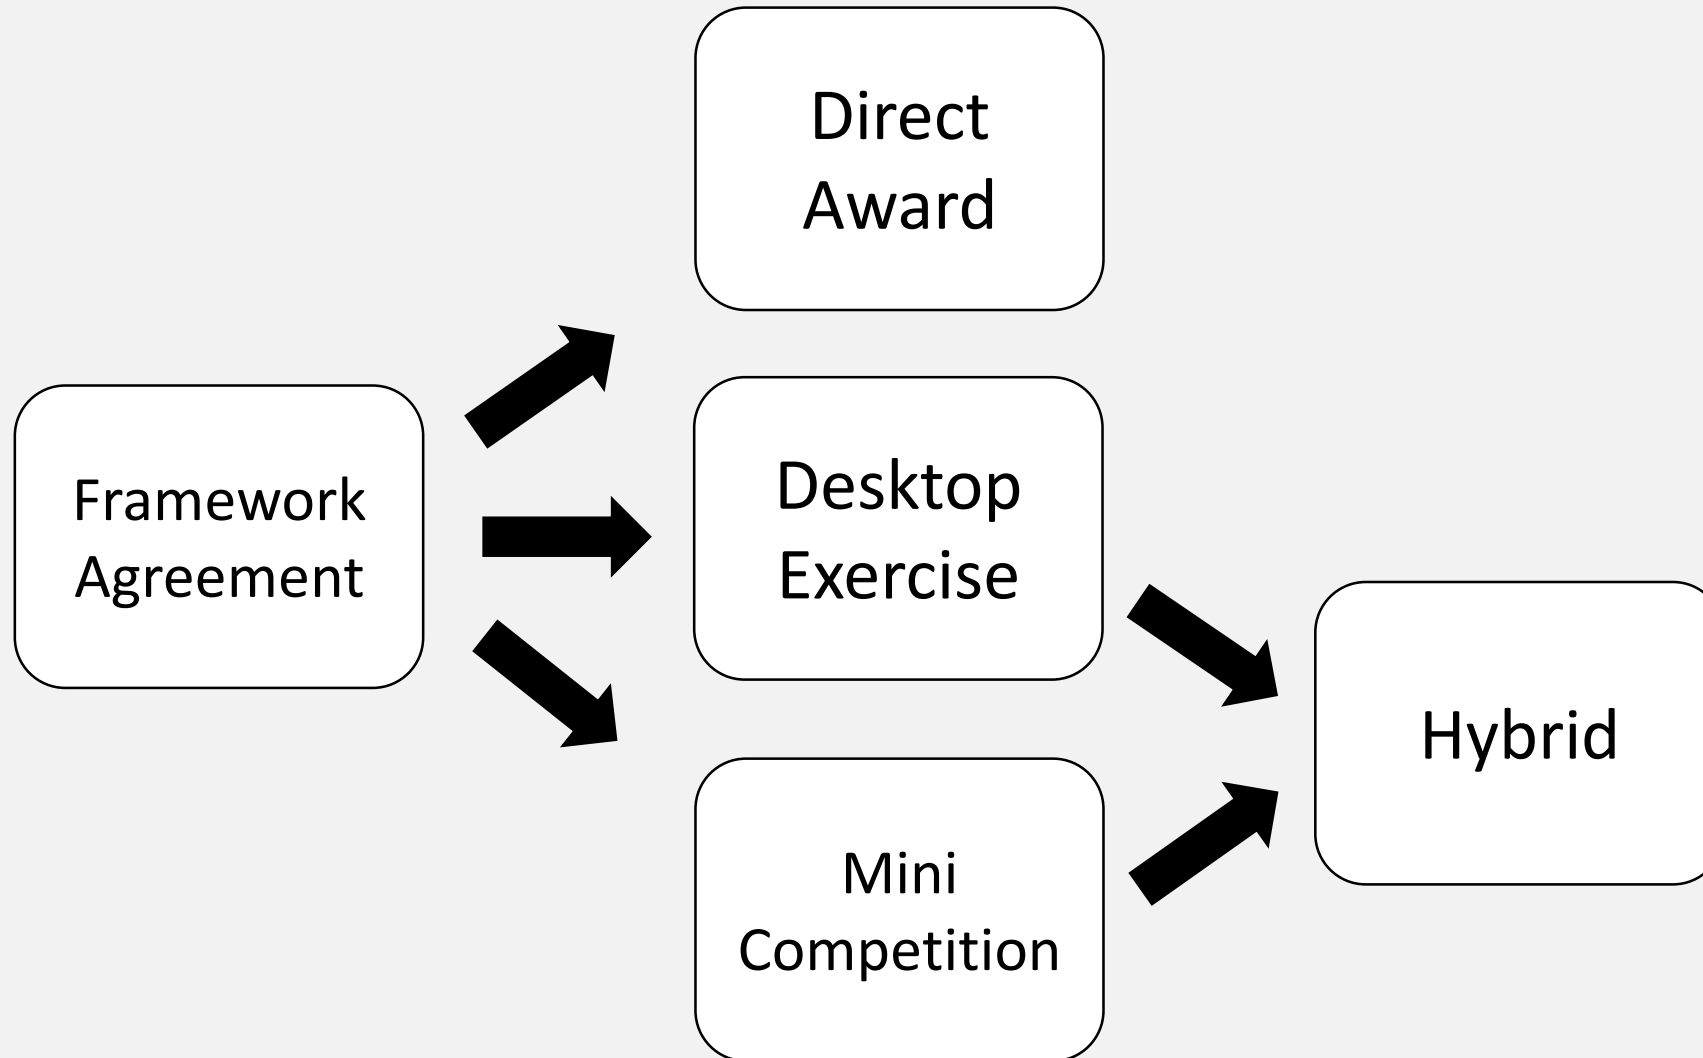 Direct
Award
Framework
Agreement
Desktop
Exercise
Hybrid
Mini
Competition